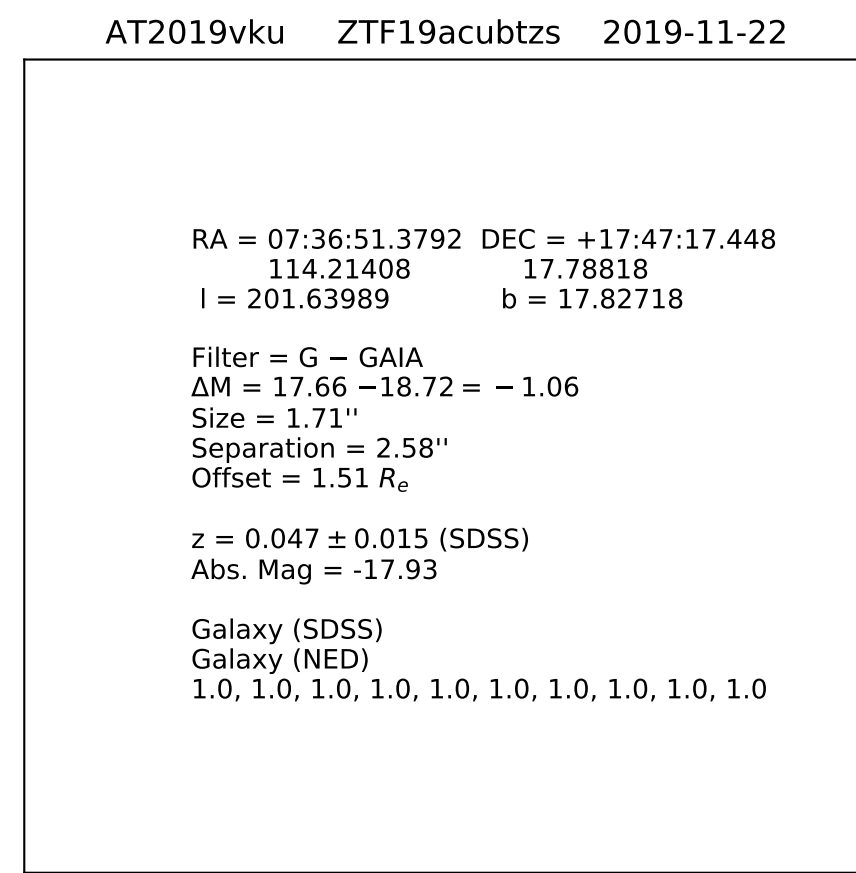 AT2019vku ZTF19acubtzs 2019-11-22
RA = 07:36:51.3792 DEC = +17:47:17.448
114.21408 17.78818
l = 201.63989 b = 17.82718
Filter = G − GAIA
ΔM = 17.66 −18.72 = − 1.06
Size = 1.71''
Separation = 2.58''
Offset = 1.51 Rₑ
z = 0.047 ± 0.015 (SDSS)
Abs. Mag = -17.93
Galaxy (SDSS)
Galaxy (NED)
1.0, 1.0, 1.0, 1.0, 1.0, 1.0, 1.0, 1.0, 1.0, 1.0